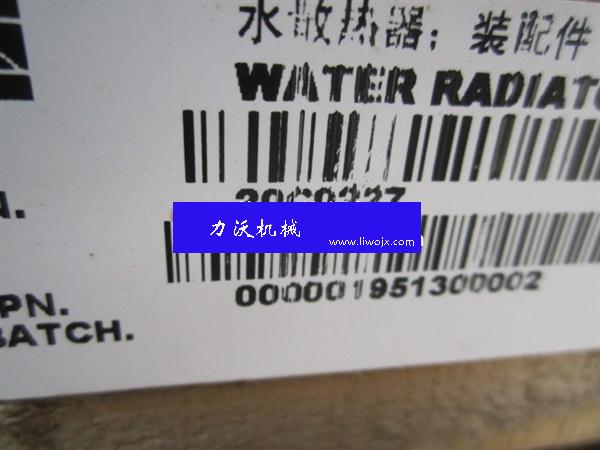 水散热器；装配件
WATER RADIATO
N.
力沃机械
www.liwojx.com
PN.
000001951300002
BATCH.